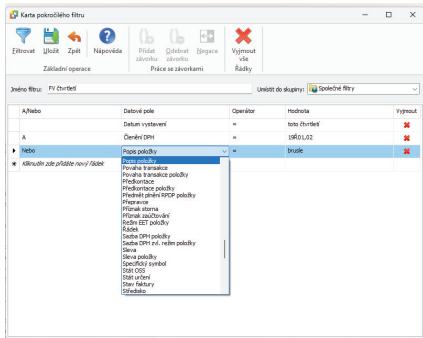 Karta pokročilého filtru
Filtrovat Uložit Zpět Nápověda Přidat závorku Odebrat závorku Negace Vyjmout vše
Základní operace Práce se závorkami Řádky
Jméno filtru: FV čtvrtletí Umístit do skupiny: Společné filtry
A/Nebo Datové pole Operátor Hodnota Vyjmout
Datum vystavení = toto čtvrtletí
A Členění DPH = 19Ř01,02
Nebo Popis položky = brusle
Kliknutím zde přidáte nový řádek
Popis položky
Povaha transakce
Povaha transakce položky
Předkontace
Předkontace položky
Předmět plnění RPDP položky
Přepravce
Příznak storna
Příznak zaúčtování
Režim EET položky
Řádek
Sazba DPH položky
Sazba DPH zvl. režim položky
Sleva
Sleva položky
Specifický symbol
Stát OSS
Stát určení
Stav faktury
Středisko